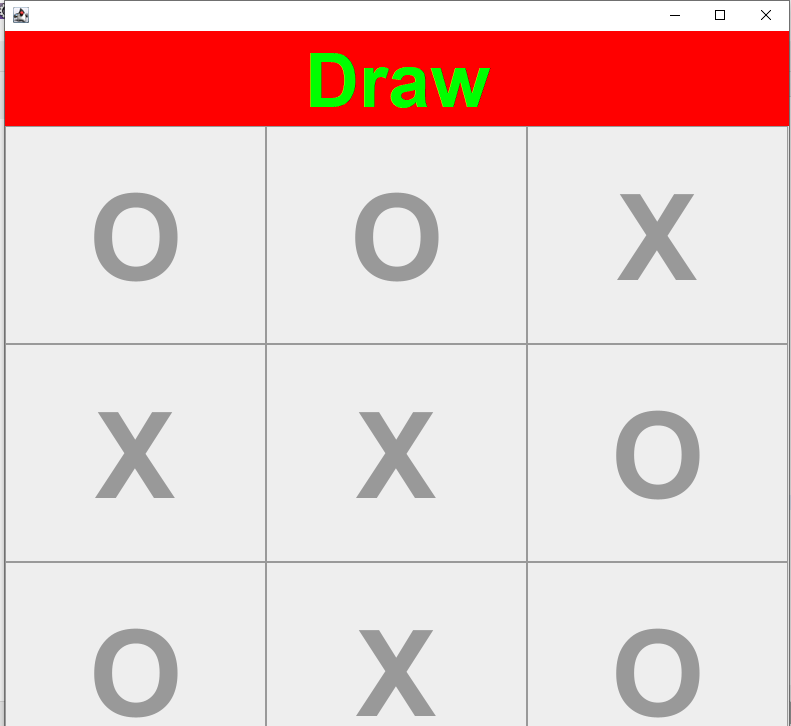 Draw
O O X
X X O
O X O